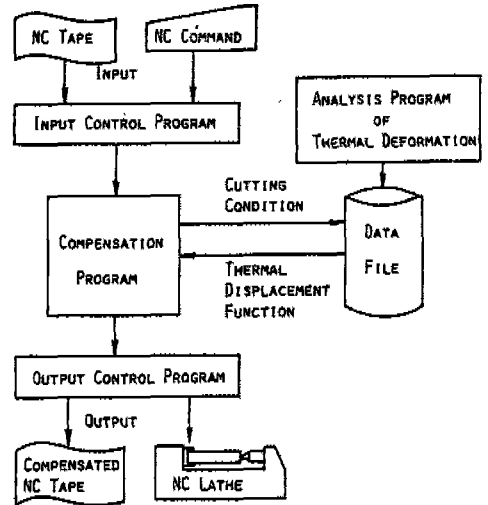 NC TAPE
NC COMMAND
INPUT
INPUT CONTROL PROGRAM
ANALYSIS PROGRAM
OF
THERMAL DEFORMATION
CUTTING
CONDITION
COMPENSATION
PROGRAM
DATA
FILE
THERMAL
DISPLACEMENT
FUNCTION
OUTPUT CONTROL PROGRAM
OUTPUT
COMPENSATED
NC TAPE
NC LATHE